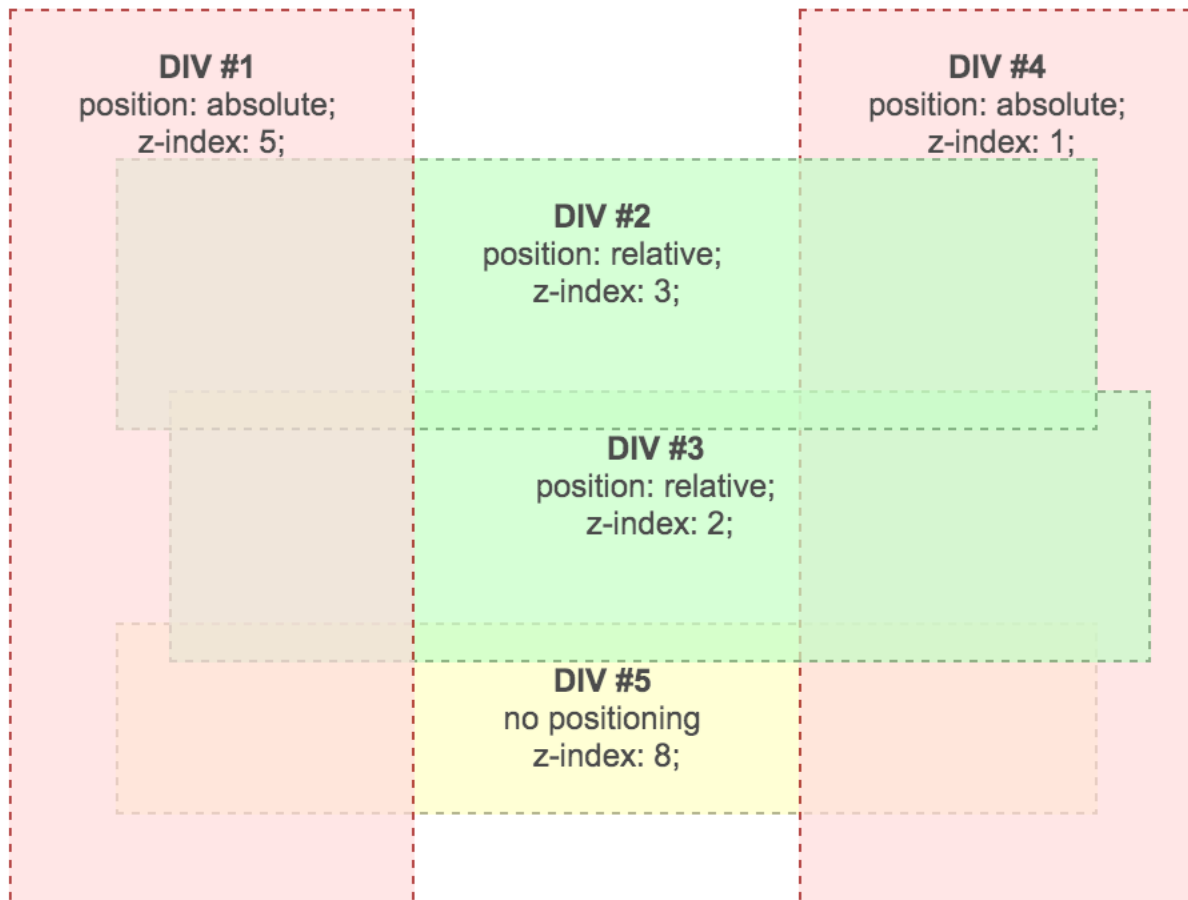 DIV #1
position: absolute;
z-index: 5;
DIV #4
position: absolute;
z-index: 1;
DIV #2
position: relative;
z-index: 3;
DIV #3
position: relative;
z-index: 2;
DIV #5
no positioning
z-index: 8;